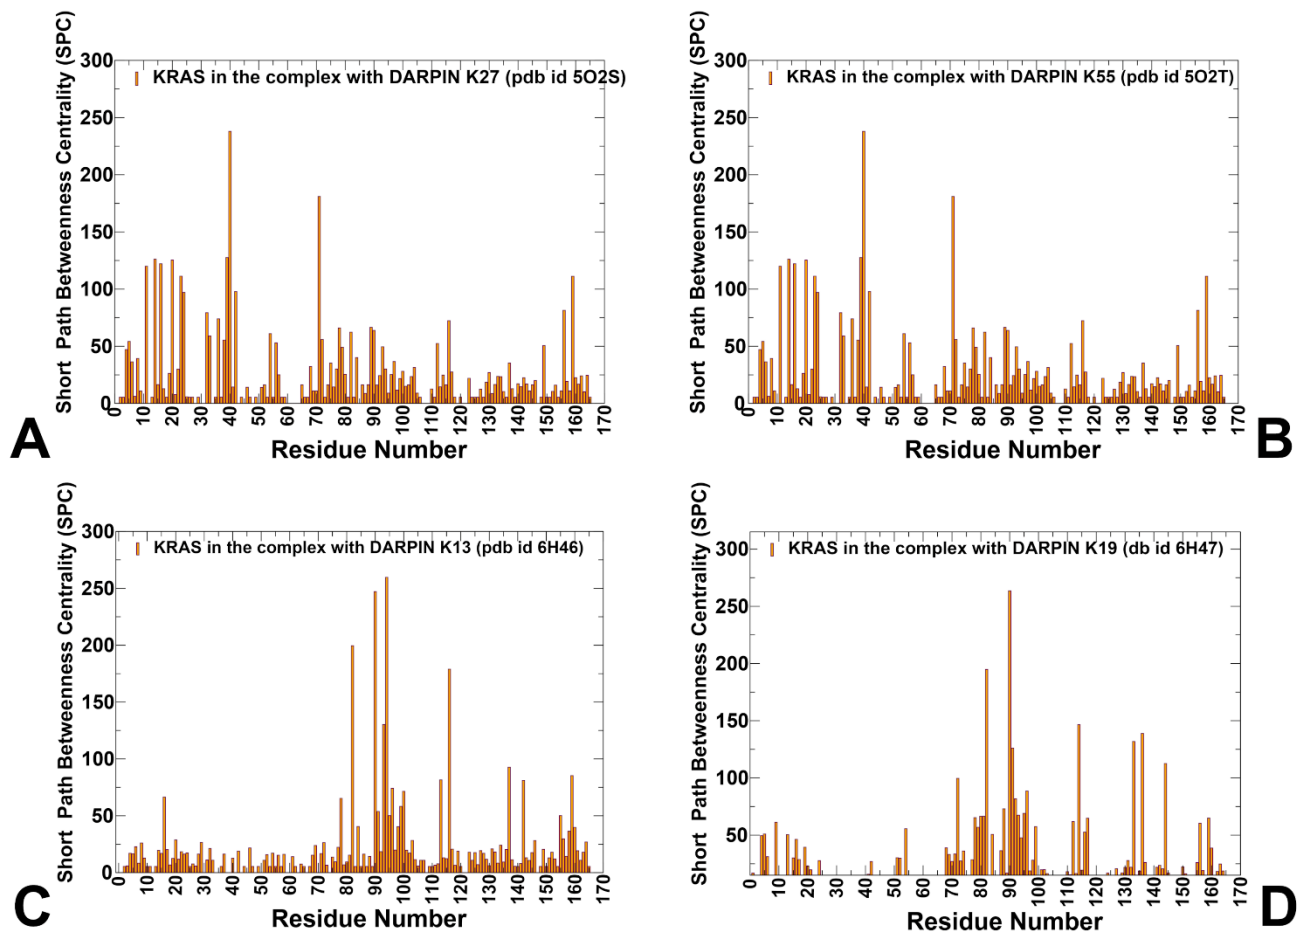 Short Path Betweenness Centrality (SPC)
300
250
200
150
100
50
0
KRAS in the complex with DARPIN K27 (pdb id 5O2S)
0 10 20 30 40 50 60 70 80 90 100 110 120 130 140 150 160 170
Residue Number
A
Short Path Betweenness Centrality (SPC)
300
250
200
150
100
50
0
KRAS in the complex with DARPIN K55 (pdb id 5O2T)
0 10 20 30 40 50 60 70 80 90 100 110 120 130 140 150 160 170
Residue Number
B
Short Path Betweenness Centrality (SPC)
300
250
200
150
100
50
0
KRAS in the complex with DARPIN K13 (pdb id 6H46)
0 10 20 30 40 50 60 70 80 90 100 110 120 130 140 150 160 170
Residue Number
C
Short Path Betweenness Centrality (SPC)
300
250
200
150
100
50
KRAS in the complex with DARPIN K19 (db id 6H47)
0 10 20 30 40 50 60 70 80 90 100 110 120 130 140 150 160 170
Residue Number
D